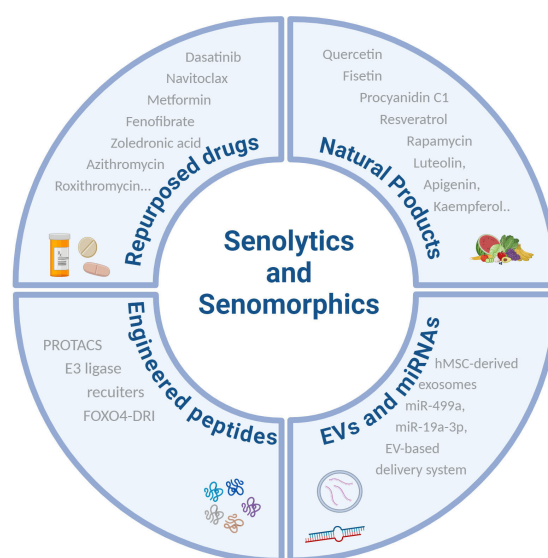 Dasatinib
Navitoclax
Metformin
Fenofibrate
Zoledronic acid
Azithromycin
Roxithromycin...
Repurposed drugs
Quercetin
Fisetin
Procyanidin C1
Resveratrol
Rapamycin
Luteolin,
Apigenin,
Kaempferol..
Natural Products
Senolytics
and
Senomorphics
PROTACS
E3 ligase
recuiters
FOXO4-DRI
Engineered peptides
hMSC-derived
exosomes
miR-499a,
miR-19a-3p,
EV-based
delivery system
EVs and miRNAs